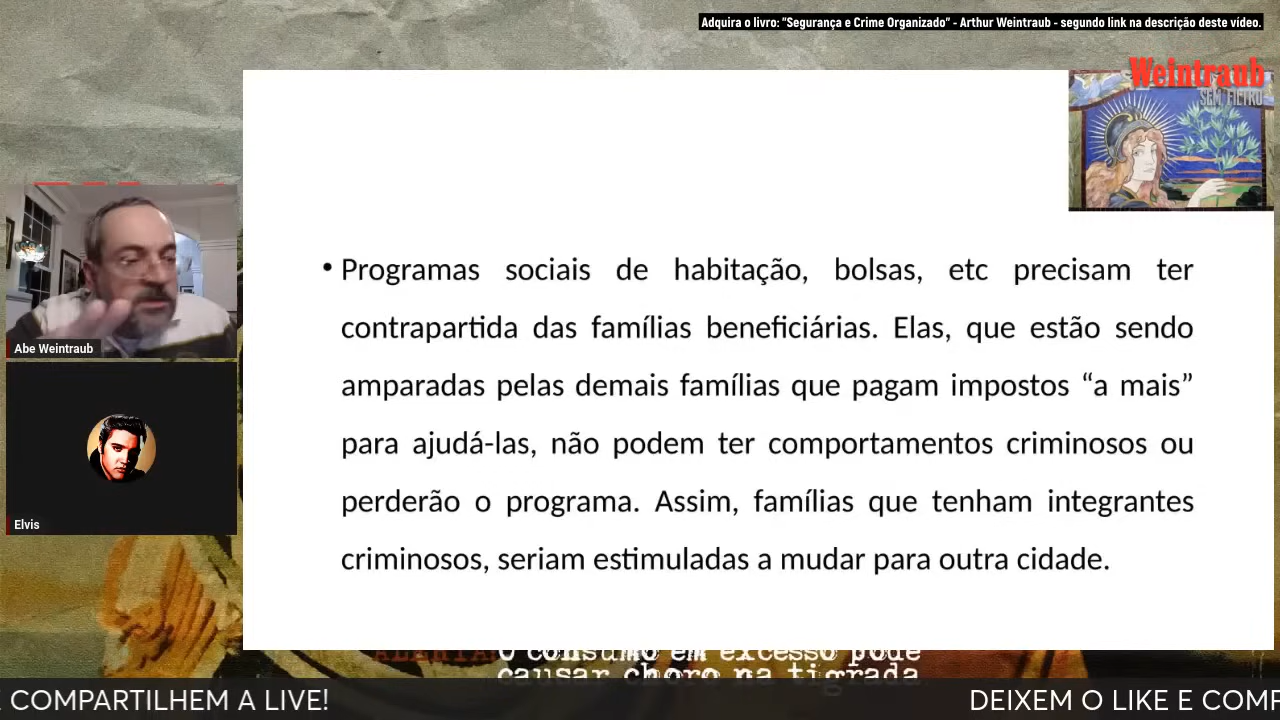 Adquira o livro: "Segurança e Crime Organizado" - Arthur Weintraub - segundo link na descrição deste vídeo.
Weintraub
SEM FILTRO
• Programas sociais de habitação, bolsas, etc precisam ter
contrapartida das famílias beneficiárias. Elas, que estão sendo
amparadas pelas demais famílias que pagam impostos “a mais”
para ajudá-las, não podem ter comportamentos criminosos ou
perderão o programa. Assim, famílias que tenham integrantes
criminosos, seriam estimuladas a mudar para outra cidade.
Abe Weintraub
Elvis
ALERTA: O consumo em excesso pode
causar choro na tigrada
E COMPARTILHEM A LIVE!
DEIXEM O LIKE E COMP